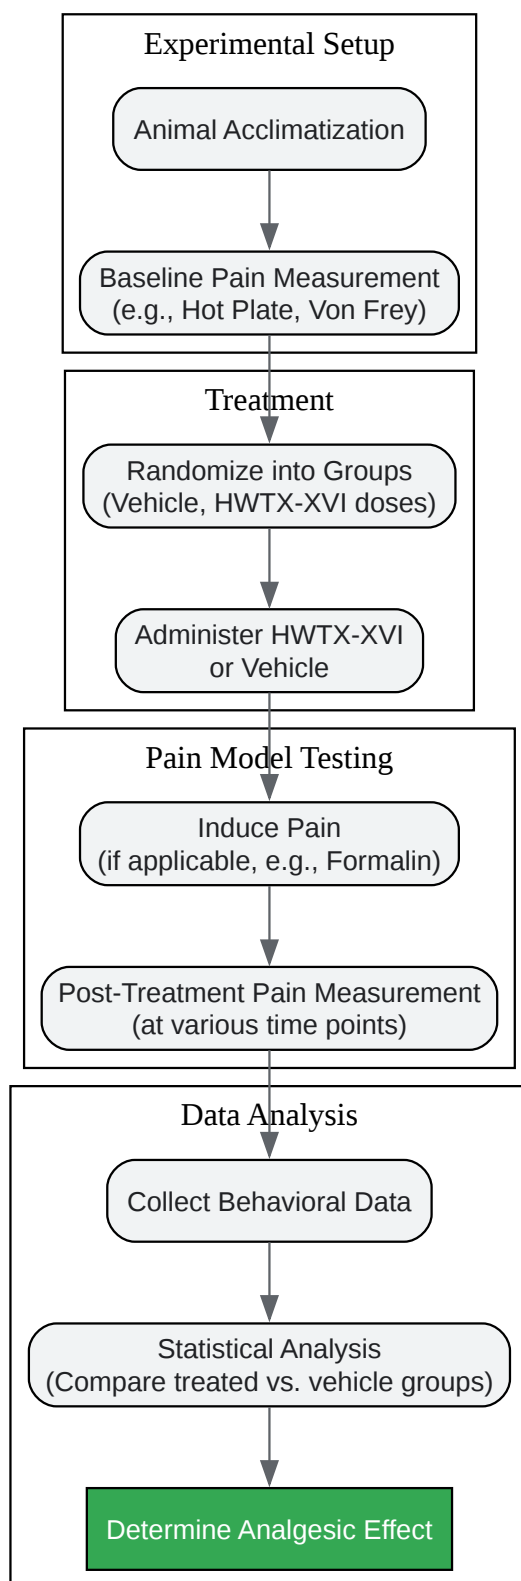 Experimental Setup
Animal Acclimatization
Baseline Pain Measurement
(e.g., Hot Plate, Von Frey)
Treatment
Randomize into Groups
(Vehicle, HWTX-XVI doses)
Administer HWTX-XVI
or Vehicle
Pain Model Testing
Induce Pain
(if applicable, e.g., Formalin)
Post-Treatment Pain Measurement
(at various time points)
Data Analysis
Collect Behavioral Data
Statistical Analysis
(Compare treated vs. vehicle groups)
Determine Analgesic Effect